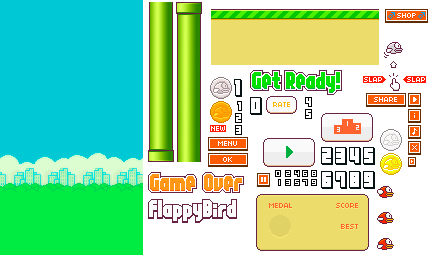 SHOP
Get Ready!
SLAP SLAP
RATE
SHARE
NEW
MENU
OK
Game Over
FlappyBird
MEDAL SCORE
BEST